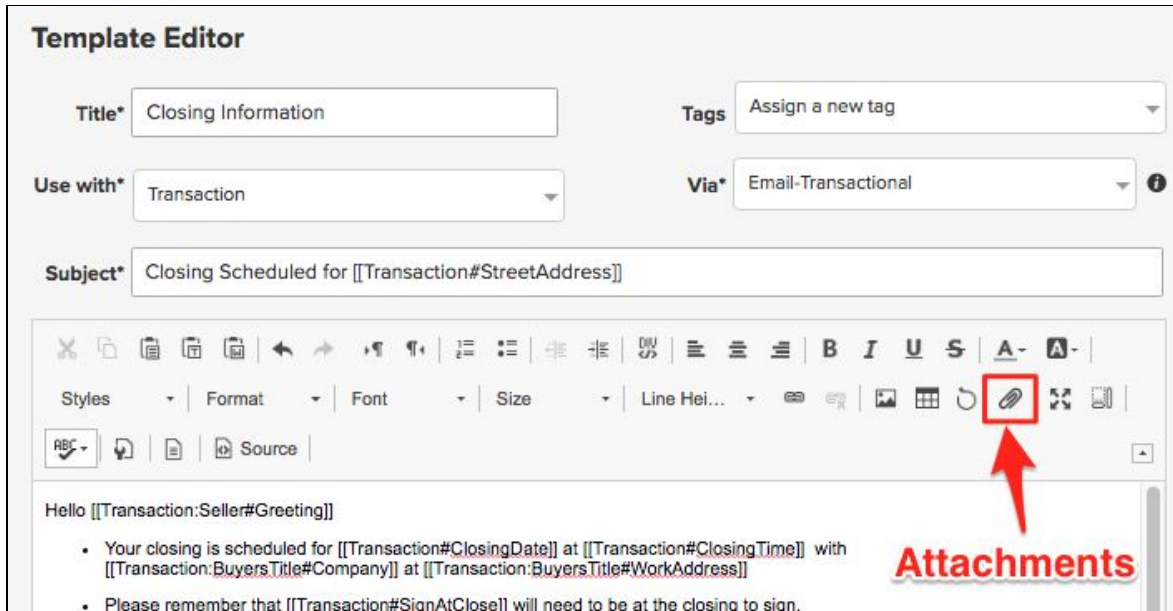 Template Editor
Title* Closing Information Tags Assign a new tag
Use with* Transaction Via* Email-Transactional
Subject* Closing Scheduled for [[Transaction#StreetAddress]]
B I U S A A
Styles Format Font Size Line Hei...
ABC Source
Hello [[Transaction:Seller#Greeting]]
• Your closing is scheduled for [[Transaction#ClosingDate]] at [[Transaction#ClosingTime]] with
[[Transaction:BuyersTitle#Company]] at [[Transaction:BuyersTitle#WorkAddress]]
Attachments
• Please remember that [[Transaction#SignAtClose]] will need to be at the closing to sign.